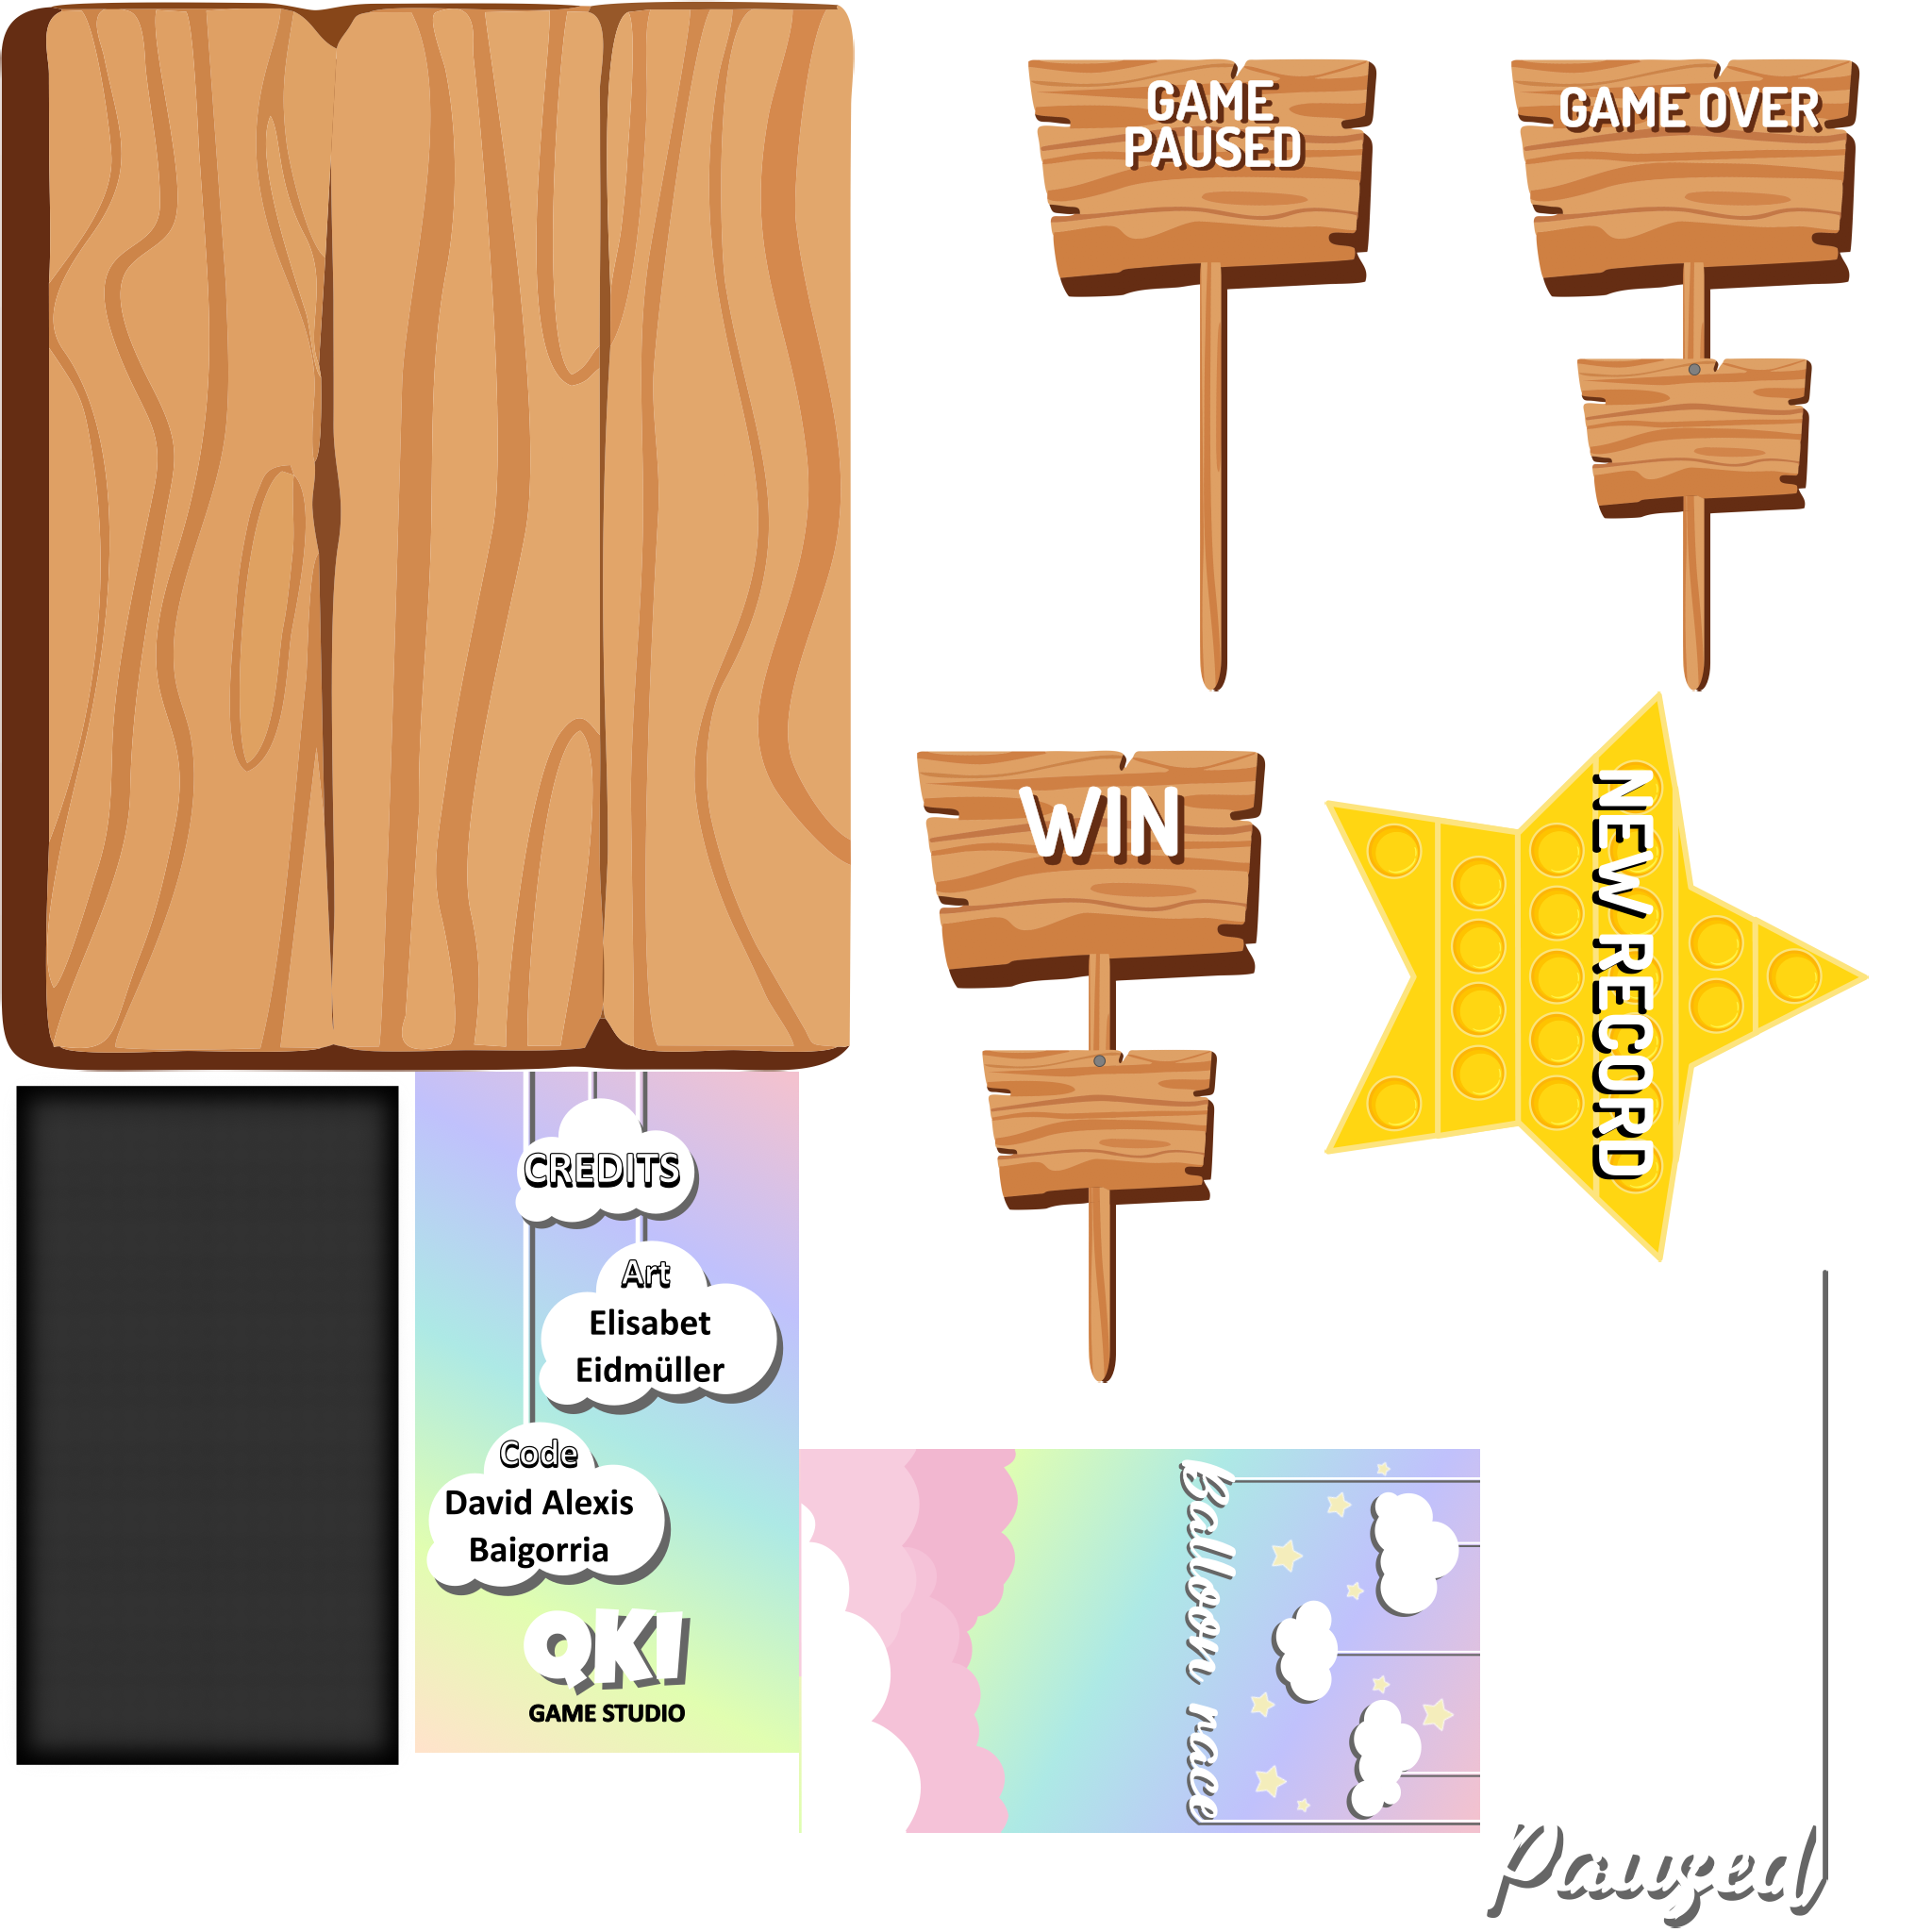 GAME
PAUSED
GAME OVER
WIN
NEW RECORD
CREDITS
Art
Elisabet
Eidmüller
Code
David Alexis
Baigorria
QKI
GAME STUDIO
Balloon race
Paused